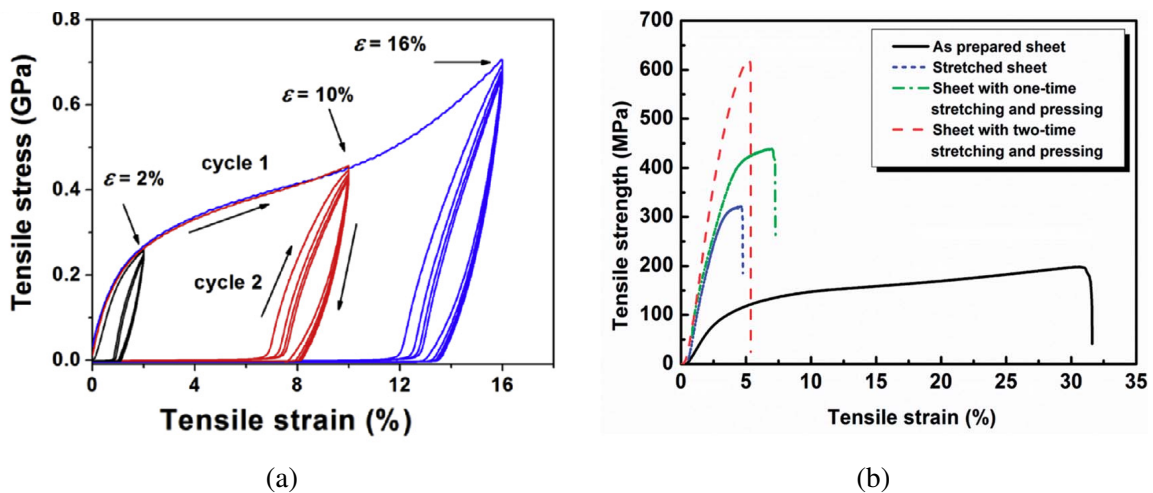 0.8
0.6
0.4
0.2
0.0
Tensile stress (GPa)
ε = 16%
ε = 10%
cycle 1
ε = 2%
cycle 2
0
4
8
12
16
Tensile strain (%)
(a)
700
600
500
400
300
200
100
0
Tensile strength (MPa)
As prepared sheet
Stretched sheet
Sheet with one-time
stretching and pressing
Sheet with two-time
stretching and pressing
0
5
10
15
20
25
30
35
Tensile strain (%)
(b)